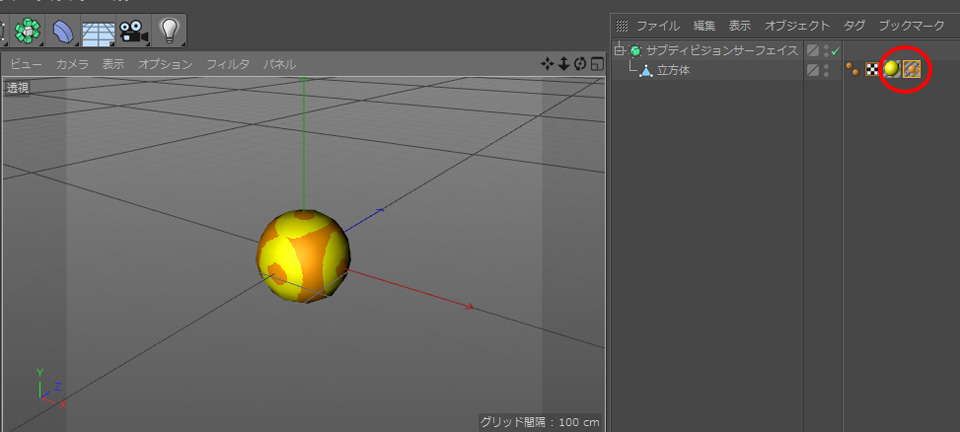 ファイル 編集 表示 オブジェクト タグ ブックマーク
サブディビジョンサーフェイス
立方体
ビュー カメラ 表示 オプション フィルタ パネル
透視
Y
Z
X
グリッド間隔 : 100 cm